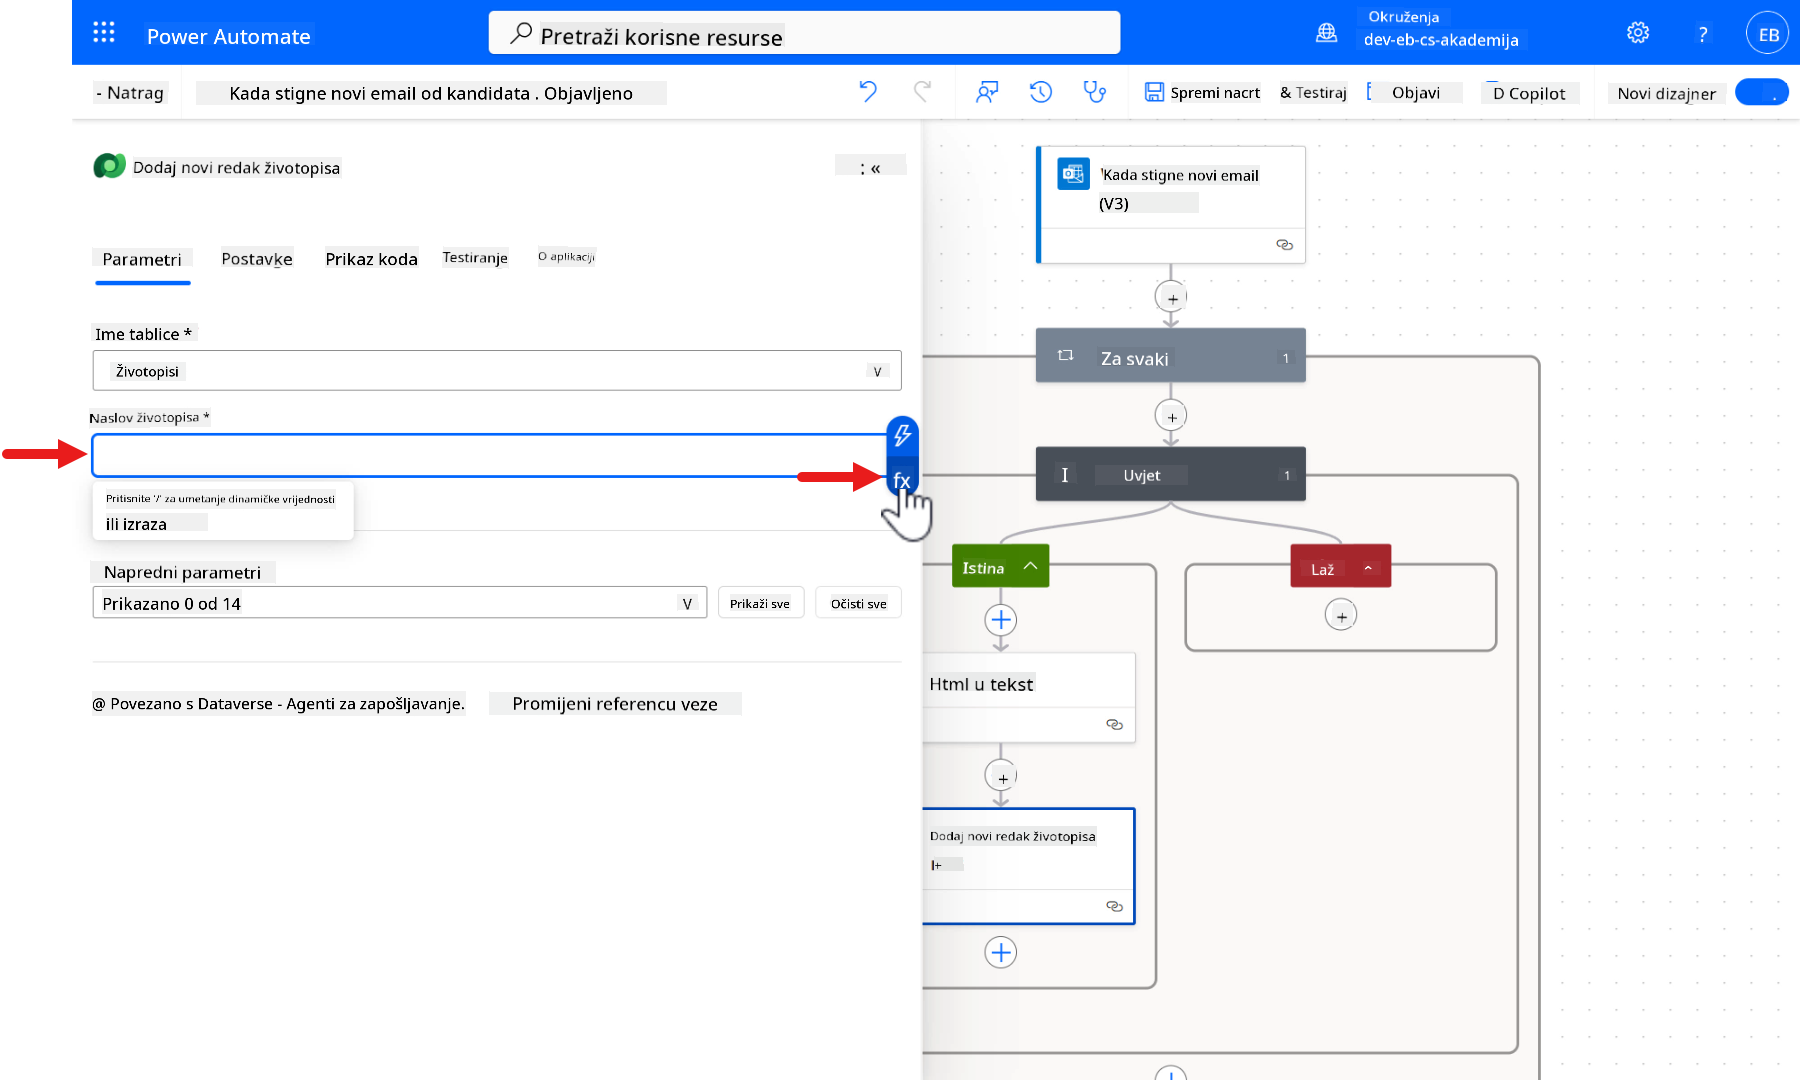 Power Automate
Pretraži korisne resurse
Okruženja
dev-eb-cs-akademija
?
EB
- Natrag
Kada stigne novi email od kandidata . Objavljeno
Spremi nacrt
& Testiraj
Objavi
D Copilot
Novi dizajner
Dodaj novi redak životopisa
: «
Parametri
Postavke
Prikaz koda
Testiranje
O aplikaciji
Ime tablice *
Životopisi
v
Naslov životopisa *
fx
Pritisnite '/' za umetanje dinamičke vrijednosti
ili izraza
Napredni parametri
Prikazano 0 od 14
v
Prikaži sve
Očisti sve
@ Povezano s Dataverse - Agenti za zapošljavanje.
Promijeni referencu veze
'Kada stigne novi email
(V3)
+
Za svaki
1
+
I
Uvjet
1
Istina
Laž
+
Html u tekst
+
Dodaj novi redak životopisa
I+